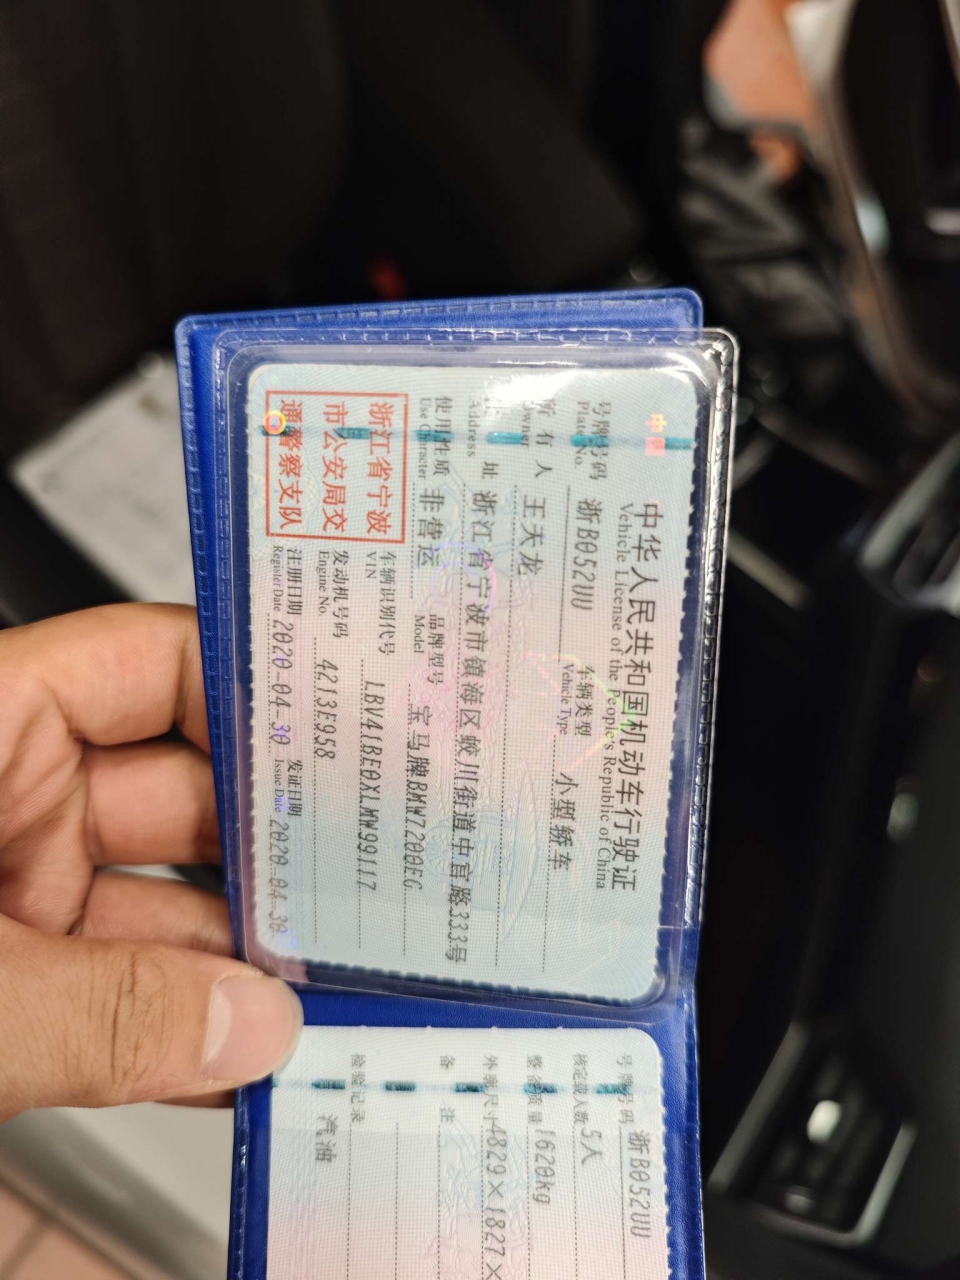 中华人民共和国机动车行驶证
Vehicle License of the People's Republic of China
号牌号码 浙B052UU 车辆类型 小型轿车
Plate No. Vehicle Type
所有人 王天龙
Owner
址 浙江省宁波市镇海区蛟川街道中官路333号
Address
使用性质 非营运 品牌型号 宝马牌BMW7200EG
Use Character Model
浙江省宁波
市公安局交
通警察支队
车辆识别代号 LBV41BE0XLMW99117
VIN
发动机号码 4213E958
Engine No.
注册日期 2020-04-30 发证日期 2020-04-30
Register Date Issue Date
号牌号码 浙B052UU
核定载人数 5人
整备质量 1620kg
外廓尺寸 4829×1827×
备 注
检验记录
汽油